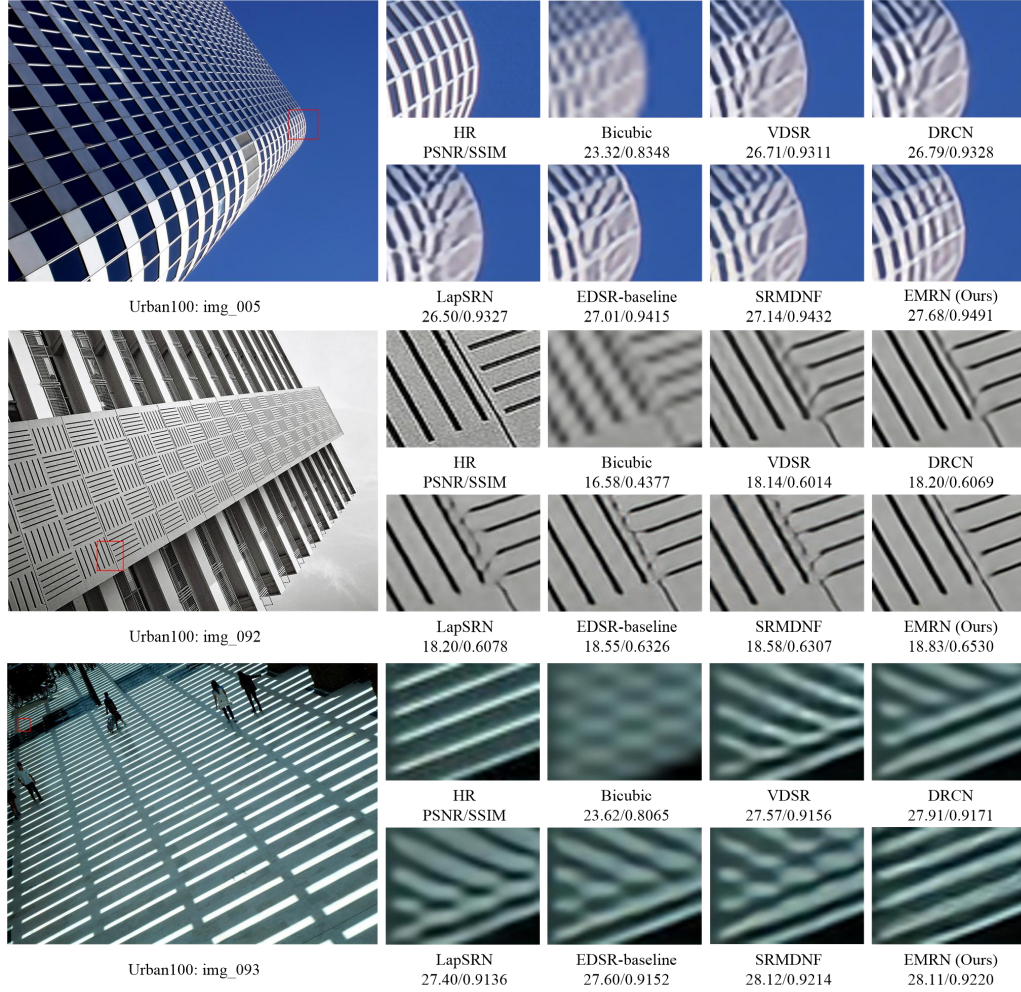 HR
PSNR/SSIM
Bicubic
23.32/0.8348
VDSR
26.71/0.9311
DRCN
26.79/0.9328
LapSRN
26.50/0.9327
EDSR-baseline
27.01/0.9415
SRMDNF
27.14/0.9432
EMRN (Ours)
27.68/0.9491
Urban100: img_005
HR
PSNR/SSIM
Bicubic
16.58/0.4377
VDSR
18.14/0.6014
DRCN
18.20/0.6069
LapSRN
18.20/0.6078
EDSR-baseline
18.55/0.6326
SRMDNF
18.58/0.6307
EMRN (Ours)
18.83/0.6530
Urban100: img_092
HR
PSNR/SSIM
Bicubic
23.62/0.8065
VDSR
27.57/0.9156
DRCN
27.91/0.9171
LapSRN
27.40/0.9136
EDSR-baseline
27.60/0.9152
SRMDNF
28.12/0.9214
EMRN (Ours)
28.11/0.9220
Urban100: img_093